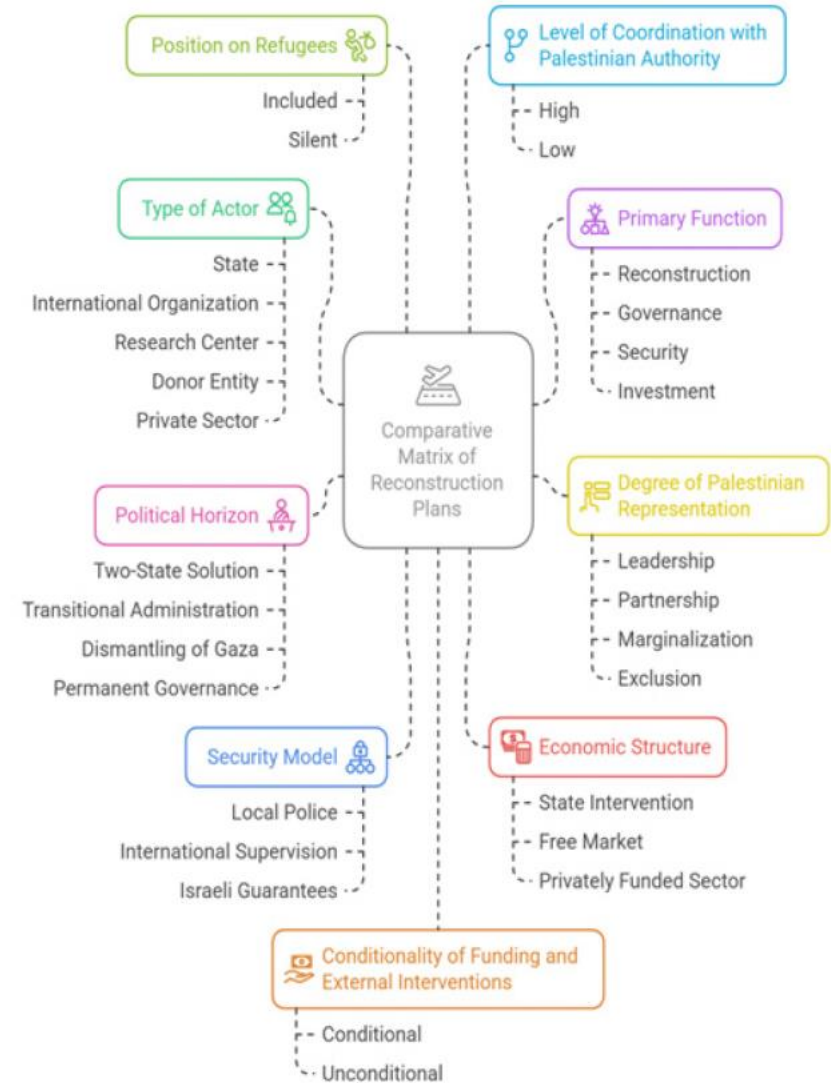 Position on Refugees
Included
Silent
Level of Coordination with
Palestinian Authority
High
Low
Type of Actor
State
International Organization
Research Center
Donor Entity
Private Sector
Primary Function
Reconstruction
Governance
Security
Investment
Comparative
Matrix of
Reconstruction
Plans
Political Horizon
Two-State Solution
Transitional Administration
Dismantling of Gaza
Permanent Governance
Degree of Palestinian
Representation
Leadership
Partnership
Marginalization
Exclusion
Security Model
Local Police
International Supervision
Israeli Guarantees
Economic Structure
State Intervention
Free Market
Privately Funded Sector
Conditionality of Funding and
External Interventions
Conditional
Unconditional